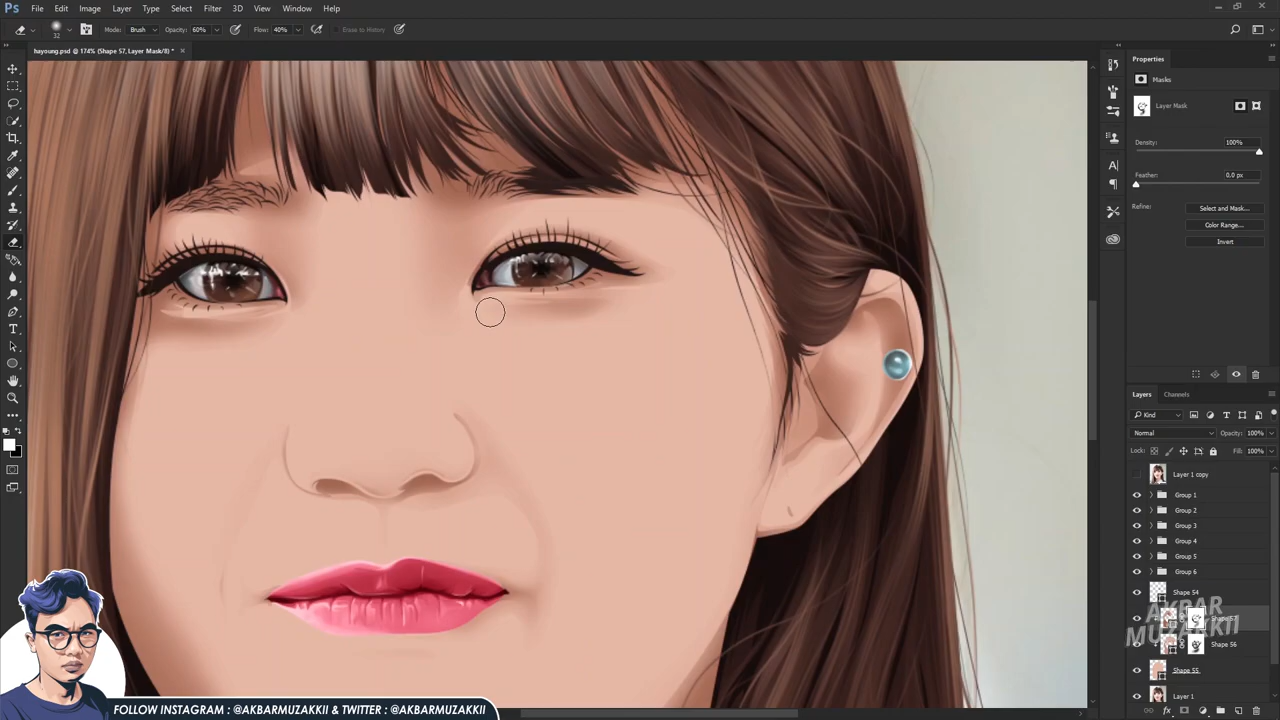 Ps File Edit Image Layer Type Select Filter 3D View Window Help
32 Mode: Brush Opacity: 60% Flow: 40% Erase to History
hayoung.psd @ 174% (Shape 57, Layer Mask/8) *
Properties
Masks
Layer Mask
Density: 100%
Feather: 0.0 px
Refine: Select and Mask...
Color Range...
Invert
Layers Channels
Kind
Normal Opacity: 100%
Lock: Fill: 100%
Layer 1 copy
Group 1
Group 2
Group 3
Group 4
Group 5
Group 6
Shape 54
AKBAR
MUZAKKII
Shape 56
Shape 55
Layer 1
FOLLOW INSTAGRAM : @AKBARMUZAKKII & TWITTER : @AKBARMUZAKKII